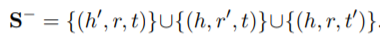 S⁻ = {(h′, r, t)}∪{(h, r′, t)}∪{(h, r, t′)}.